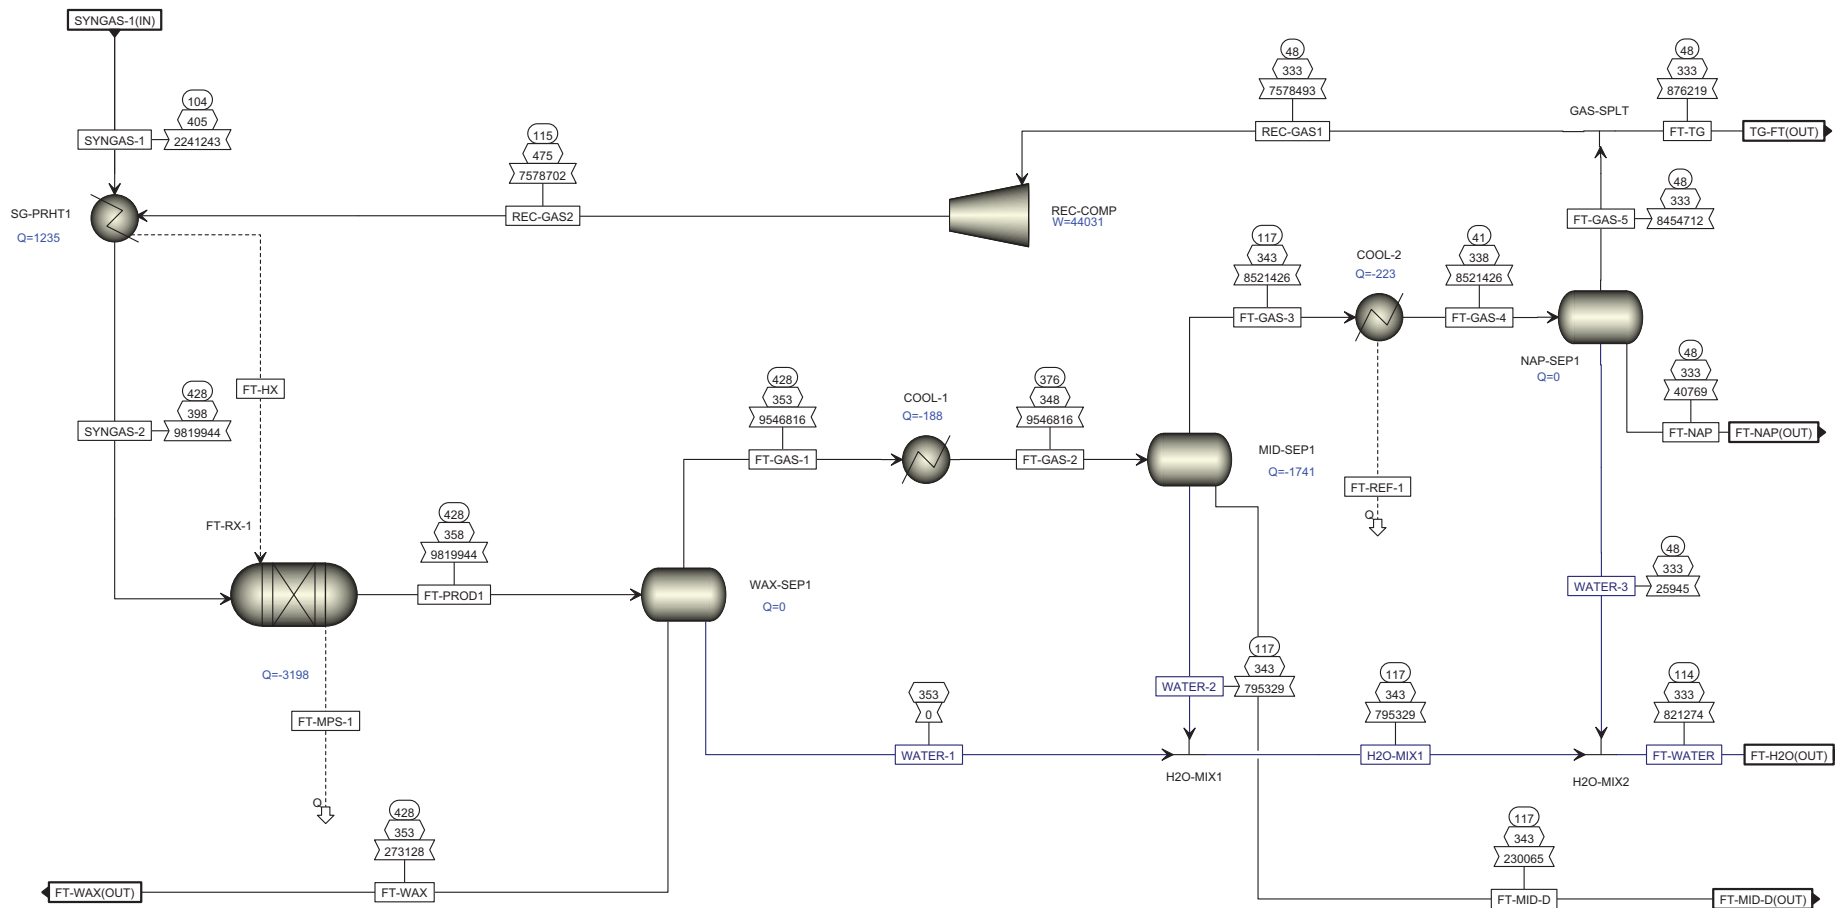 SYNGAS-1(IN)
104
405
2241243
SYNGAS-1
SG-PRHT1
Q=1235
115
475
7578702
REC-GAS2
REC-COMP
W=44031
48
333
7578493
REC-GAS1
GAS-SPLT
48
333
876219
FT-TG
TG-FT(OUT)
48
333
8454712
FT-GAS-5
117
343
8521426
FT-GAS-3
COOL-2
Q=-223
41
338
8521426
FT-GAS-4
NAP-SEP1
Q=0
48
333
40769
FT-NAP
FT-NAP(OUT)
FT-HX
428
398
9819944
SYNGAS-2
428
353
9546816
FT-GAS-1
COOL-1
Q=-188
376
348
9546816
FT-GAS-2
MID-SEP1
Q=-1741
FT-REF-1
Q
FT-RX-1
428
358
9819944
FT-PROD1
WAX-SEP1
Q=0
48
333
25945
WATER-3
Q=-3198
FT-MPS-1
Q
353
0
WATER-1
WATER-2
117
343
795329
H2O-MIX1
117
343
795329
H2O-MIX1
114
333
821274
FT-WATER
FT-H2O(OUT)
H2O-MIX2
428
353
273128
FT-WAX
FT-WAX(OUT)
117
343
230065
FT-MID-D
FT-MID-D(OUT)